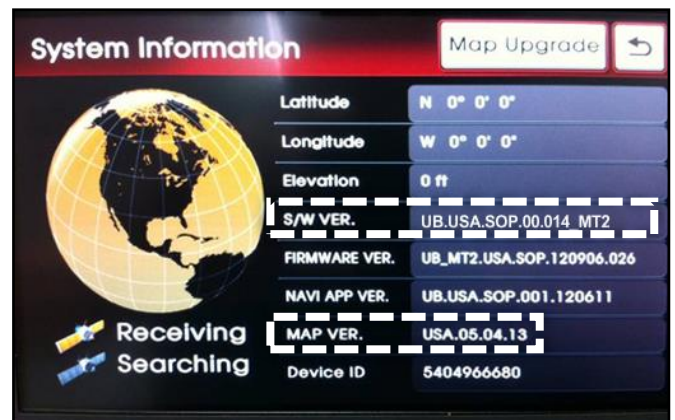 System Information
Map Upgrade
Latitude N 0° 0' 0"
Longitude W 0° 0' 0"
Elevation 0 ft
S/W VER. UB.USA.SOP.00.014_MT2
FIRMWARE VER. UB_MT2.USA.SOP.120906.026
NAVI APP VER. UB.USA.SOP.001.120611
Receiving
MAP VER. USA.05.04.13
Searching
Device ID 5404966680